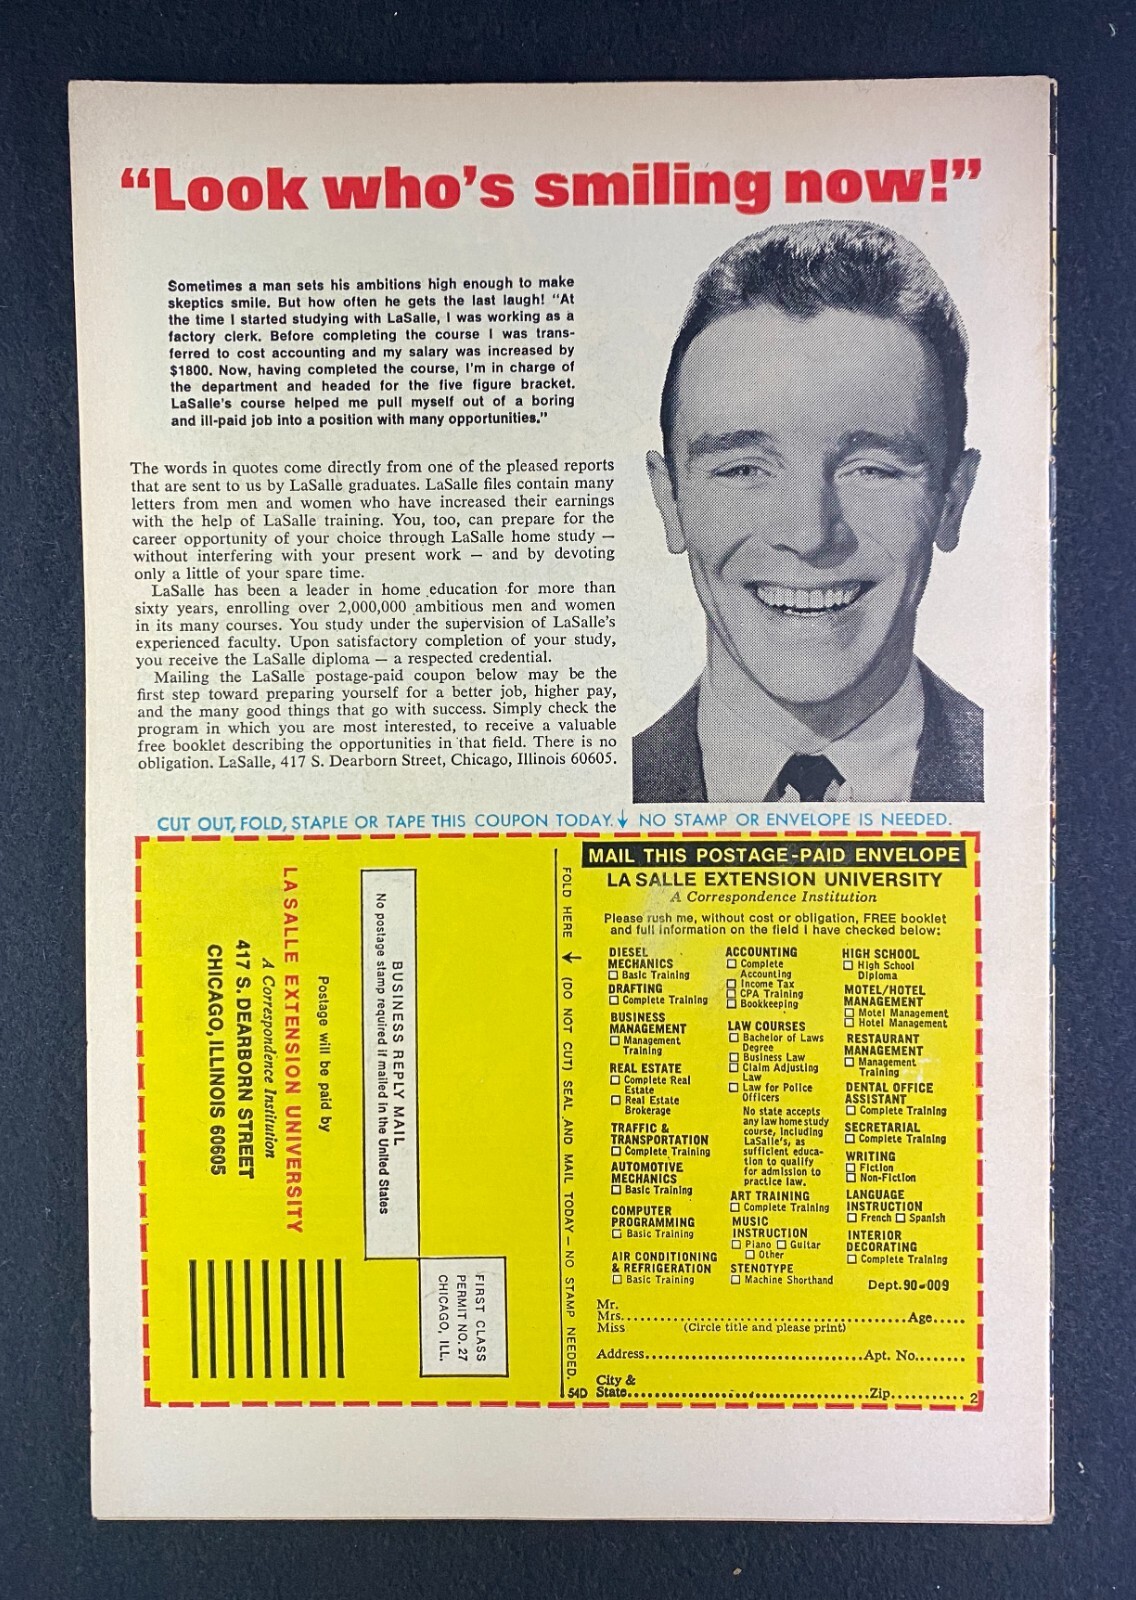 “Look who’s smiling now!”
Sometimes a man sets his ambitions high enough to make
skeptics smile. But how often he gets the last laugh! “At
the time I started studying with LaSalle, I was working as a
factory clerk. Before completing the course I was trans-
ferred to cost accounting and my salary was increased by
$1800. Now, having completed the course, I’m in charge of
the department and headed for the five figure bracket.
LaSalle’s course helped me pull myself out of a boring
and ill-paid job into a position with many opportunities.”
The words in quotes come directly from one of the pleased reports
that are sent to us by LaSalle graduates. LaSalle files contain many
letters from men and women who have increased their earnings
with the help of LaSalle training. You, too, can prepare for the
career opportunity of your choice through LaSalle home study —
without interfering with your present work — and by devoting
only a little of your spare time.
LaSalle has been a leader in home education for more than
sixty years, enrolling over 2,000,000 ambitious men and women
in its many courses. You study under the supervision of LaSalle’s
experienced faculty. Upon satisfactory completion of your study,
you receive the LaSalle diploma — a respected credential.
Mailing the LaSalle postage-paid coupon below may be the
first step toward preparing yourself for a better job, higher pay,
and the many good things that go with success. Simply check the
program in which you are most interested, to receive a valuable
free booklet describing the opportunities in that field. There is no
obligation. LaSalle, 417 S. Dearborn Street, Chicago, Illinois 60605.
CUT OUT, FOLD, STAPLE OR TAPE THIS COUPON TODAY. ↓ NO STAMP OR ENVELOPE IS NEEDED.
FIRST CLASS
PERMIT NO. 27
CHICAGO, ILL.
BUSINESS REPLY MAIL
No postage stamp required if mailed in the United States
Postage will be paid by
LA SALLE EXTENSION UNIVERSITY
A Correspondence Institution
417 S. DEARBORN STREET
CHICAGO, ILLINOIS 60605
FOLD HERE ↓ (DO NOT CUT) SEAL AND MAIL TODAY — NO STAMP NEEDED.
54D
MAIL THIS POSTAGE-PAID ENVELOPE
LA SALLE EXTENSION UNIVERSITY
A Correspondence Institution
Please rush me, without cost or obligation, FREE booklet
and full information on the field I have checked below:
DIESEL
MECHANICS
☐ Basic Training
DRAFTING
☐ Complete Training
BUSINESS
MANAGEMENT
☐ Management
Training
REAL ESTATE
☐ Complete Real
Estate
☐ Real Estate
Brokerage
TRAFFIC &
TRANSPORTATION
☐ Complete Training
AUTOMOTIVE
MECHANICS
☐ Basic Training
COMPUTER
PROGRAMMING
☐ Basic Training
AIR CONDITIONING
& REFRIGERATION
☐ Basic Training
ACCOUNTING
☐ Complete
Accounting
☐ Income Tax
☐ CPA Training
☐ Bookkeeping
LAW COURSES
☐ Bachelor of Laws
Degree
☐ Business Law
☐ Claim Adjusting
Law
☐ Law for Police
Officers
No state accepts
any law home study
course, including
LaSalle’s, as
sufficient educa-
tion to qualify
for admission to
practice law.
ART TRAINING
☐ Complete Training
MUSIC
INSTRUCTION
☐ Piano ☐ Guitar
☐ Other
STENOTYPE
☐ Machine Shorthand
HIGH SCHOOL
☐ High School
Diploma
MOTEL/HOTEL
MANAGEMENT
☐ Motel Management
☐ Hotel Management
RESTAURANT
MANAGEMENT
☐ Management
Training
DENTAL OFFICE
ASSISTANT
☐ Complete Training
SECRETARIAL
☐ Complete Training
WRITING
☐ Fiction
☐ Non-Fiction
LANGUAGE
INSTRUCTION
☐ French ☐ Spanish
INTERIOR
DECORATING
☐ Complete Training
Dept. 90-009
Mr.
Mrs. Age
Miss (Circle title and please print)
Address Apt. No.
City &
State Zip
2